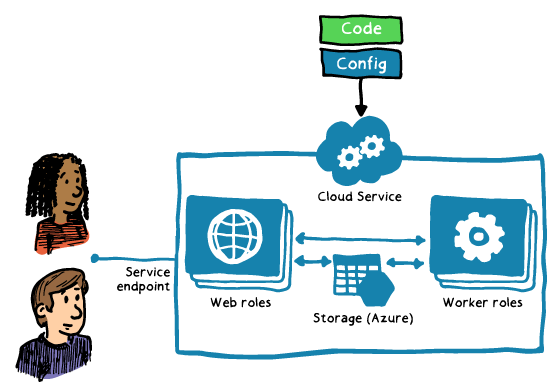 Code
Config
Cloud Service
Service
endpoint
Web roles
Storage (Azure)
Worker roles